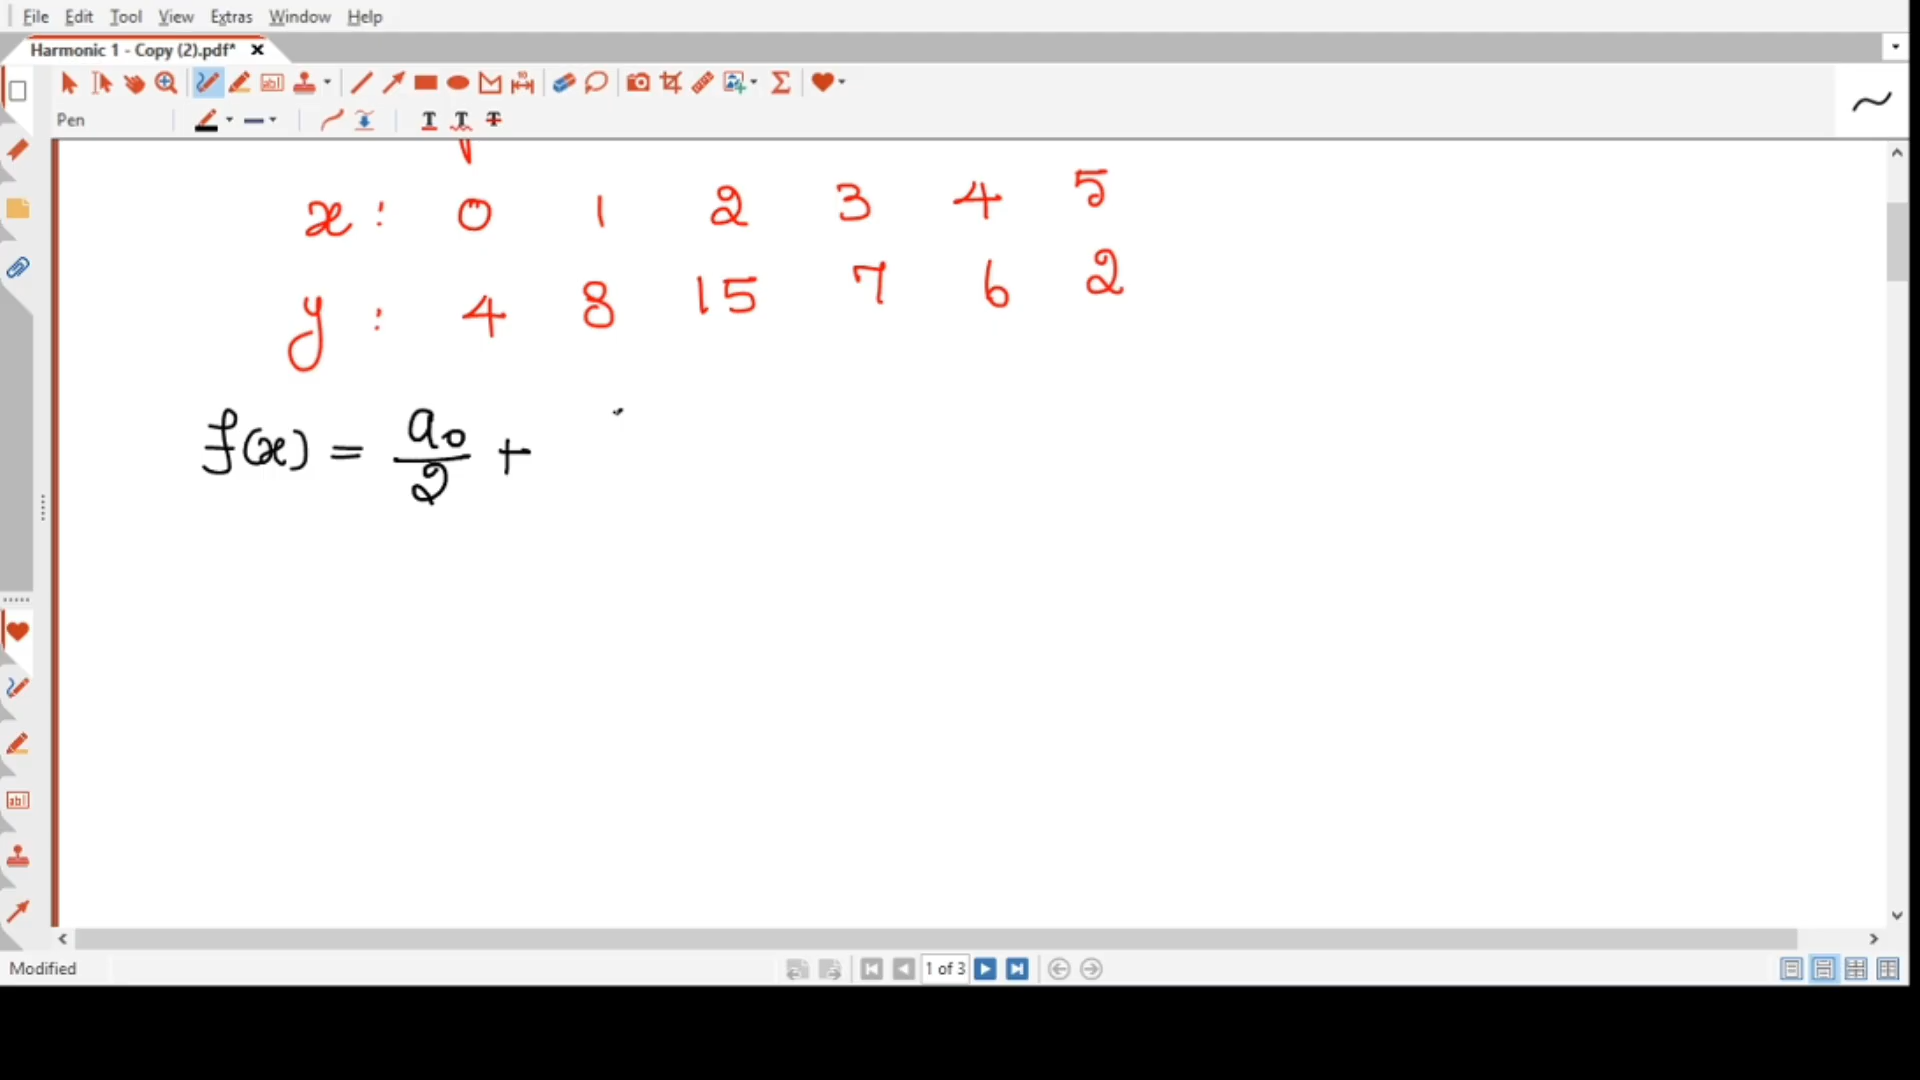 File Edit Tool View Extras Window Help
Harmonic 1 - Copy (2).pdf*
Pen
x : 0 1 2 3 4 5
y : 4 8 15 7 6 2
f(x) = a₀/2 +
Modified
1 of 3